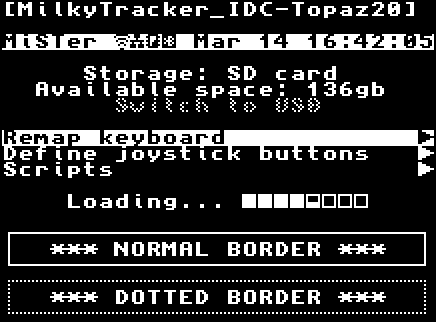 [MilkyTracker_IDC-Topaz20]
MiSTer Mar 14 16:42:05
Storage: SD card
Available space: 136gb
Switch to USB
Remap keyboard
Define joystick buttons
Scripts
Loading...
*** NORMAL BORDER ***
*** DOTTED BORDER ***